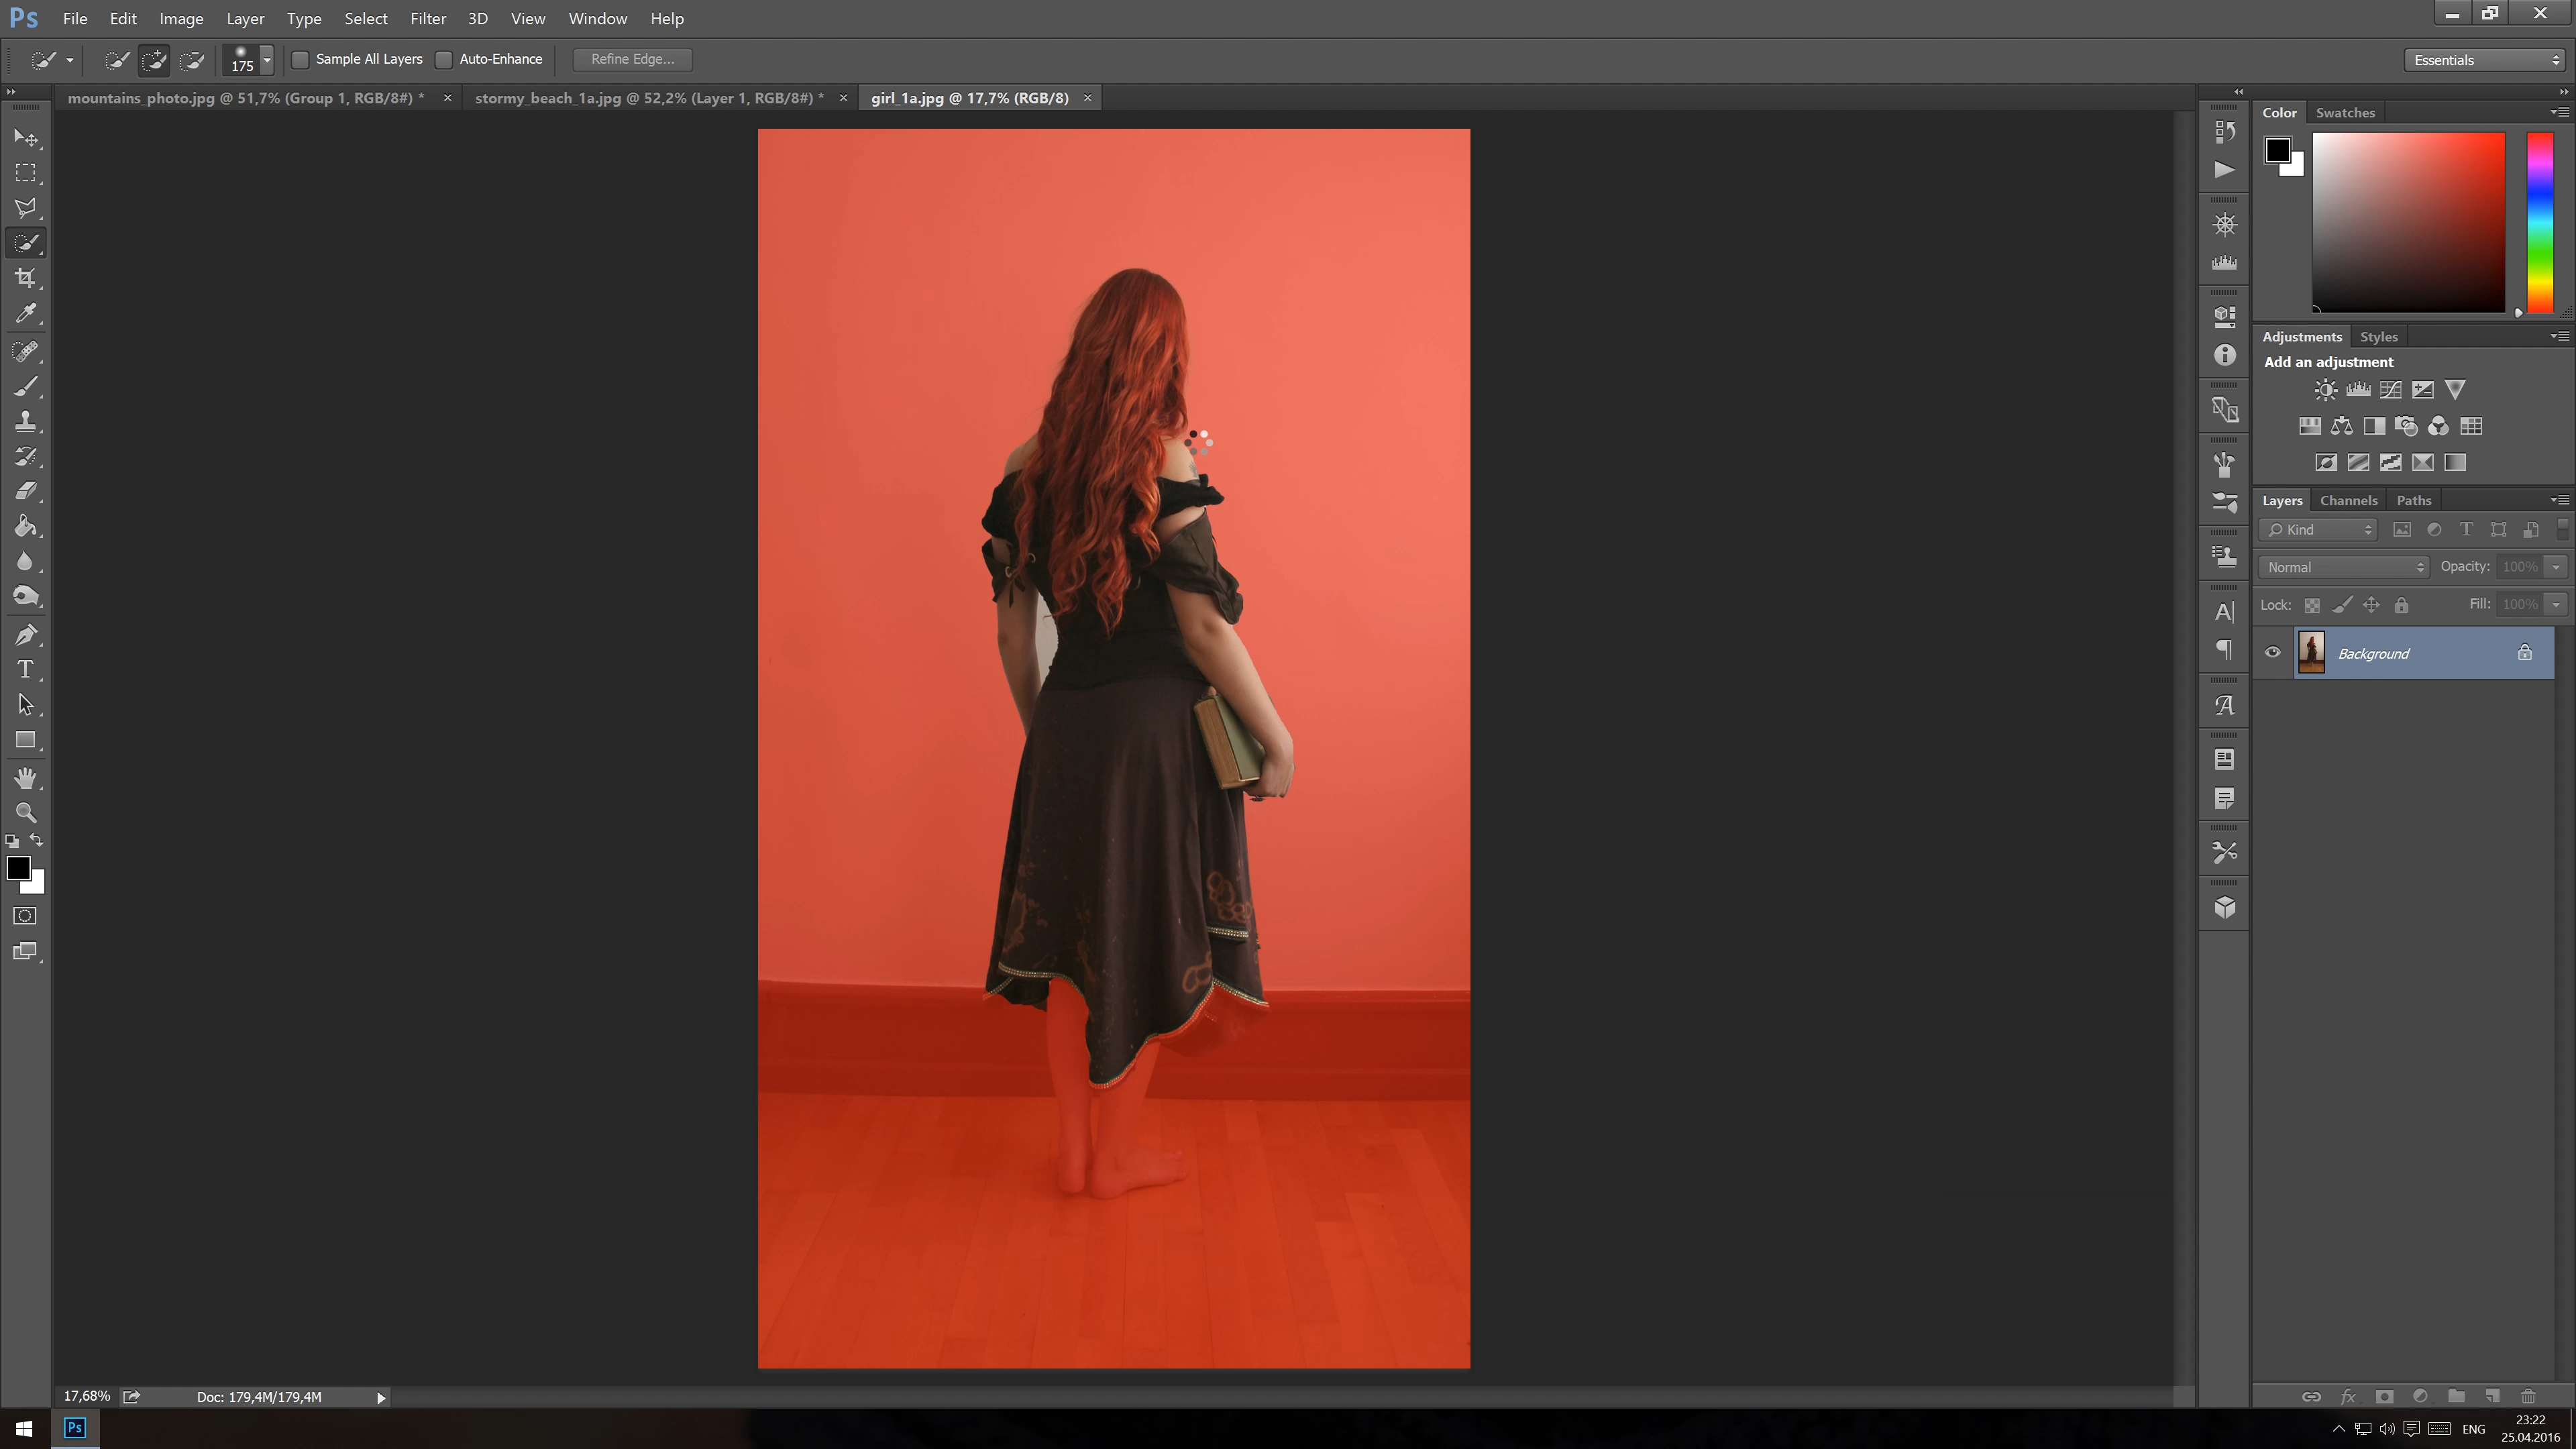 Ps File Edit Image Layer Type Select Filter 3D View Window Help
175 Sample All Layers Auto-Enhance Refine Edge... Essentials
mountains_photo.jpg @ 51,7% (Group 1, RGB/8#) * × stormy_beach_1a.jpg @ 52,2% (Layer 1, RGB/8#) * × girl_1a.jpg @ 17,7% (RGB/8) ×
Color Swatches
Adjustments Styles
Add an adjustment
Layers Channels Paths
Kind
Normal Opacity: 100%
Lock: Fill: 100%
Background
17,68% Doc: 179,4M/179,4M
Ps ENG 23:22
25.04.2016